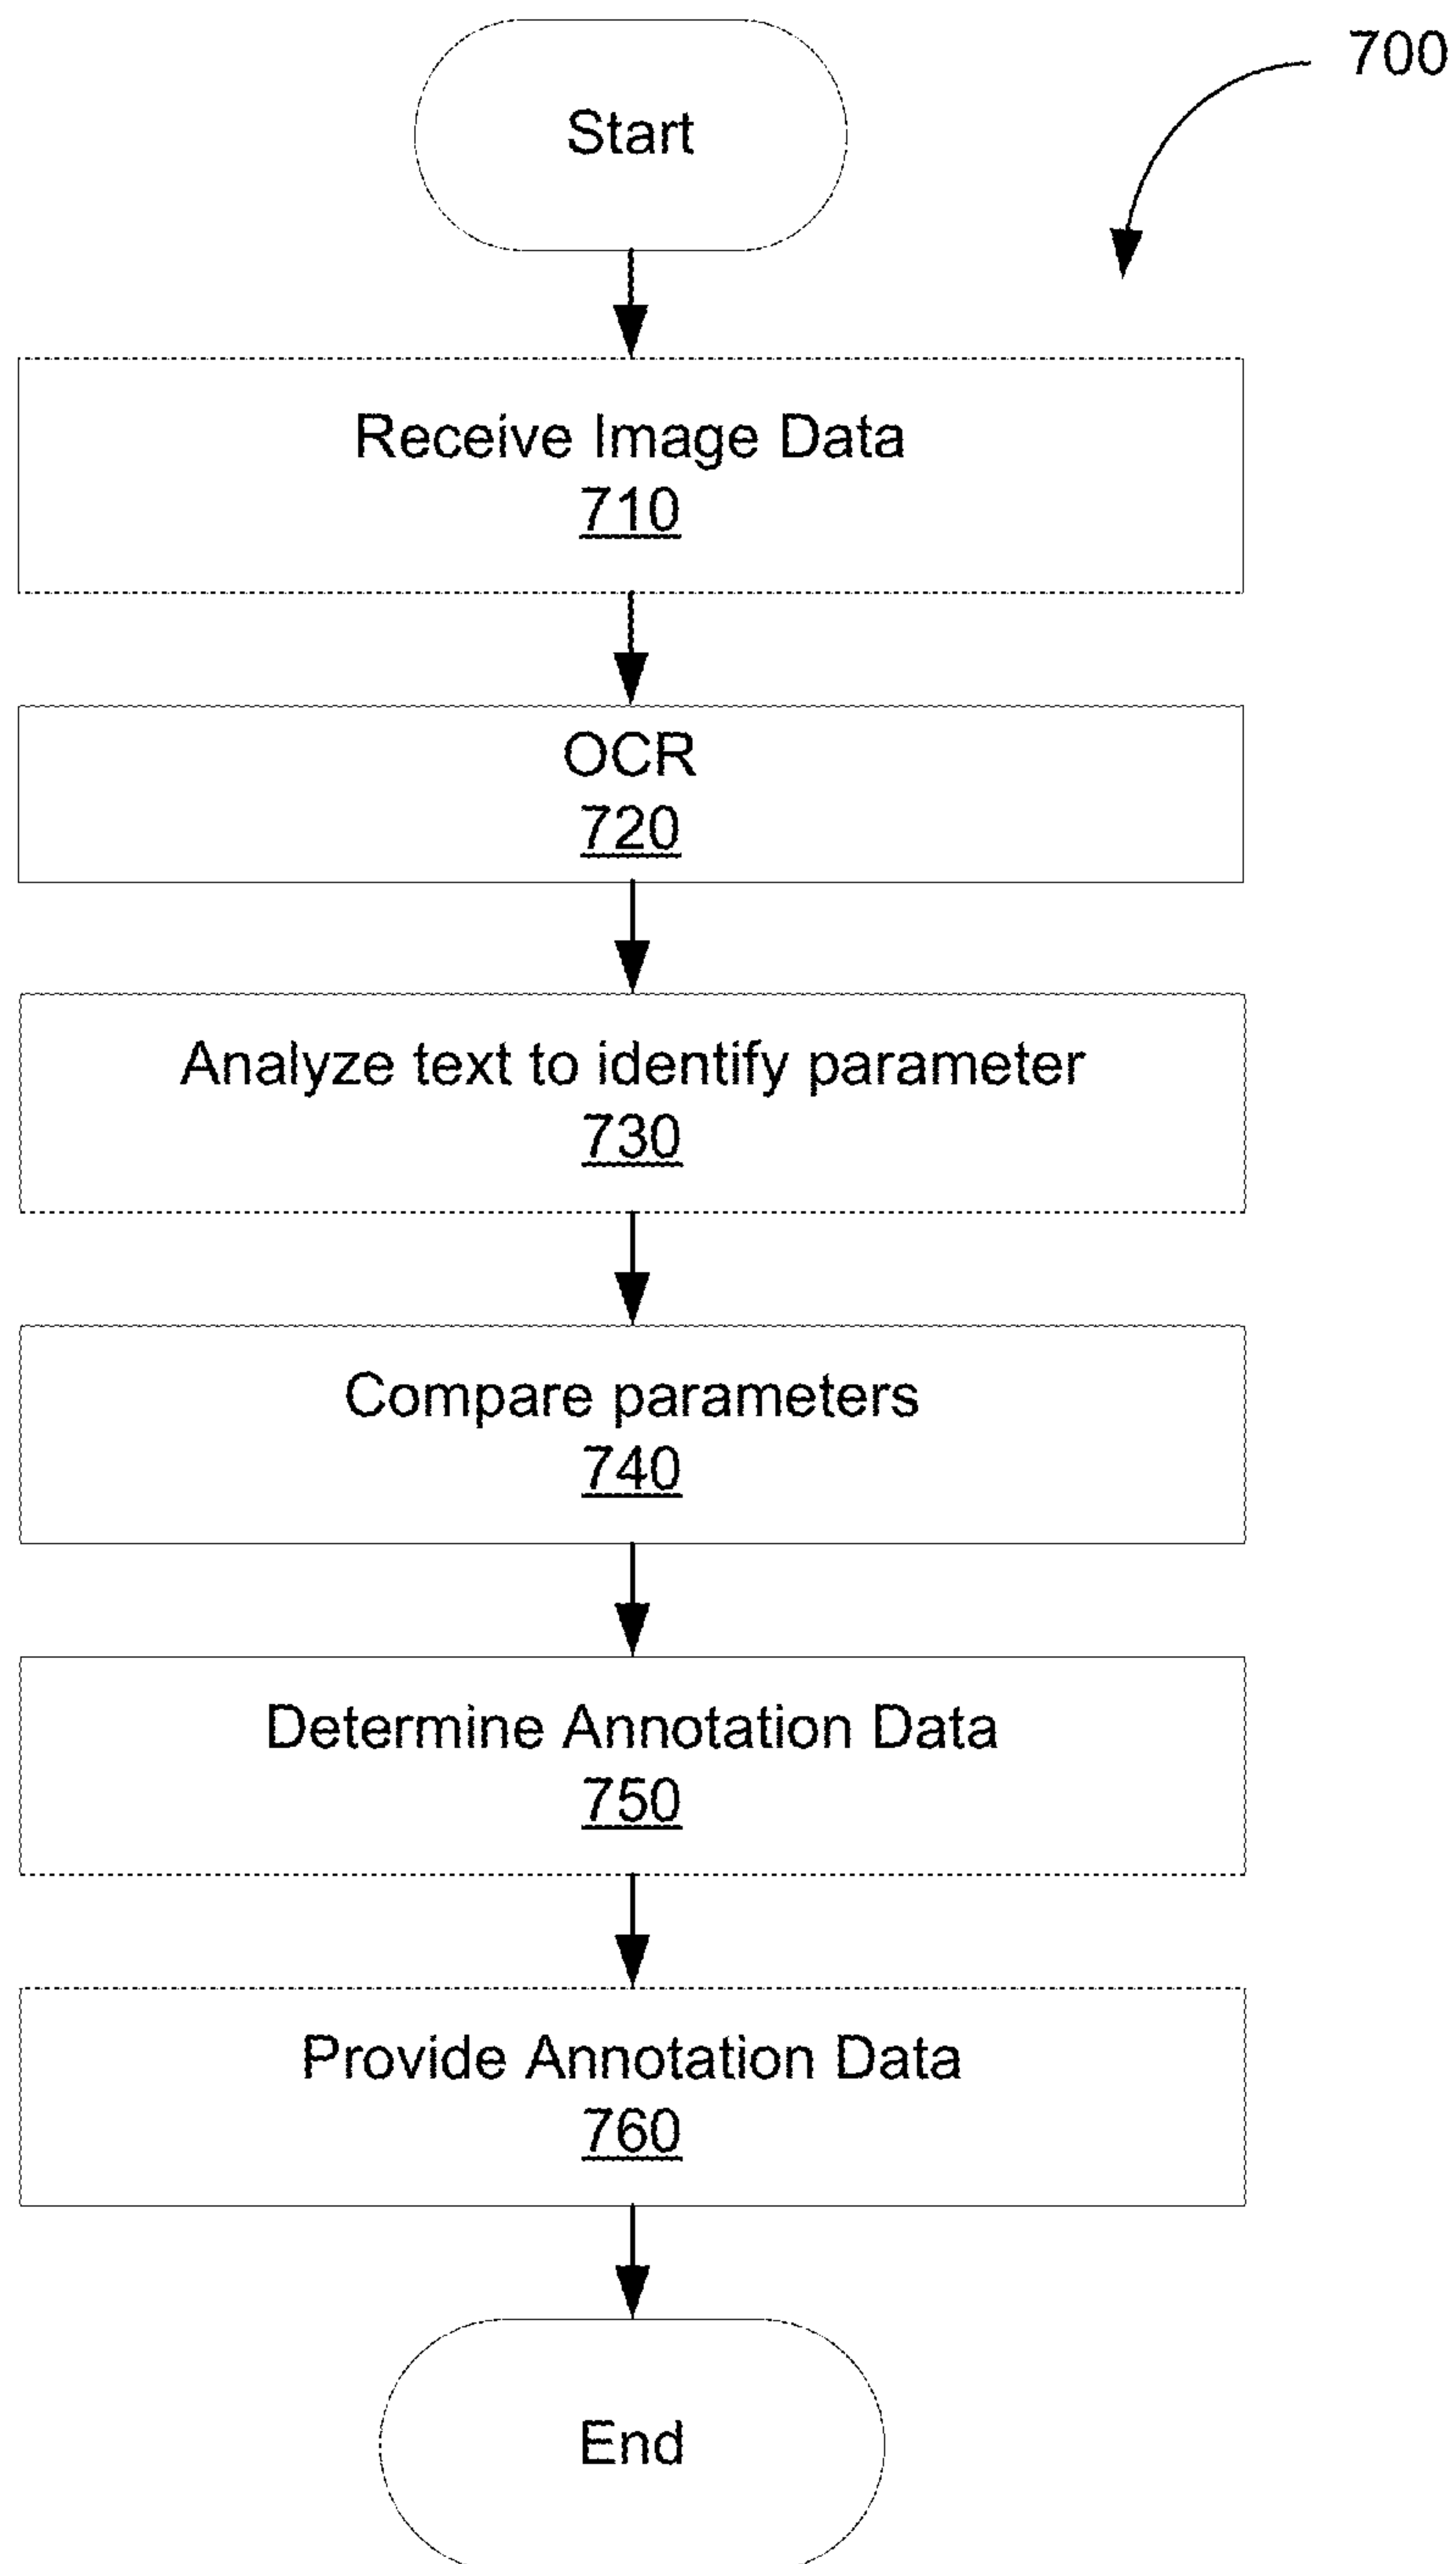 700
Start
Receive Image Data
710
OCR
720
Analyze text to identify parameter
730
Compare parameters
740
Determine Annotation Data
750
Provide Annotation Data
760
End